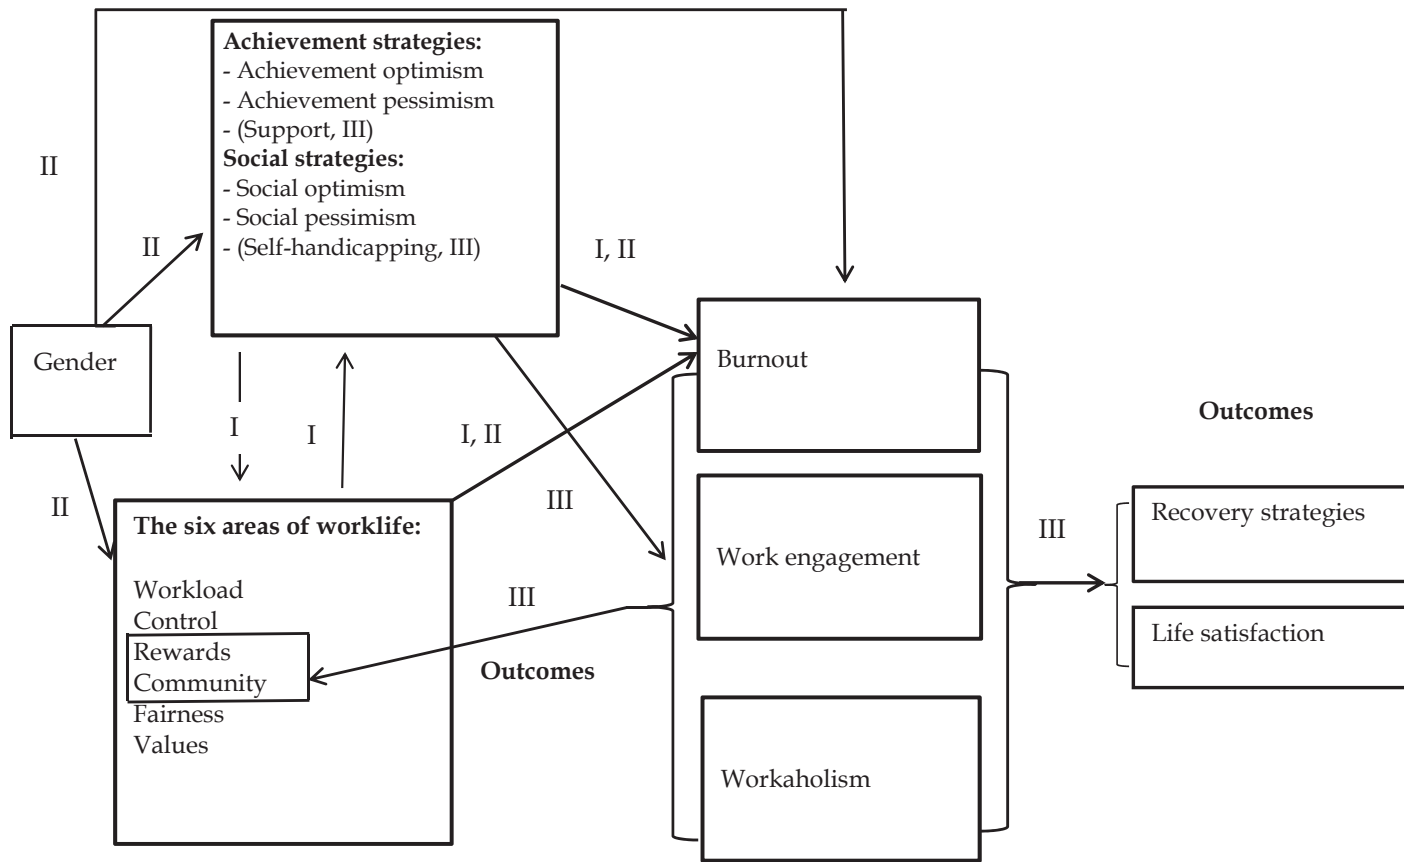 Achievement strategies:
- Achievement optimism
- Achievement pessimism
- (Support, III)
Social strategies:
- Social optimism
- Social pessimism
- (Self-handicapping, III)
II
II
I, II
Gender
Burnout
Outcomes
I
I
I, II
II
III
The six areas of worklife:
Workload
Control
Rewards
Community
Fairness
Values
III
Outcomes
Work engagement
III
Recovery strategies
Life satisfaction
Workaholism